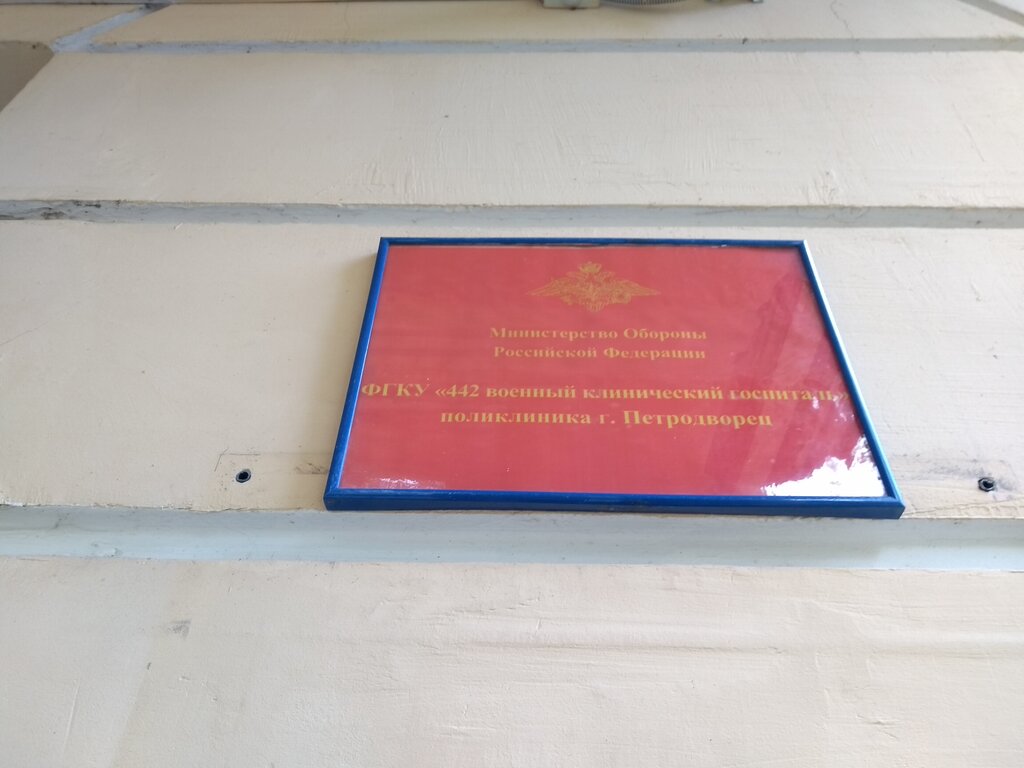 Министерство Обороны
Российской Федерации
ФГКУ «442 военный клинический госпиталь»
поликлиника г. Петродворец